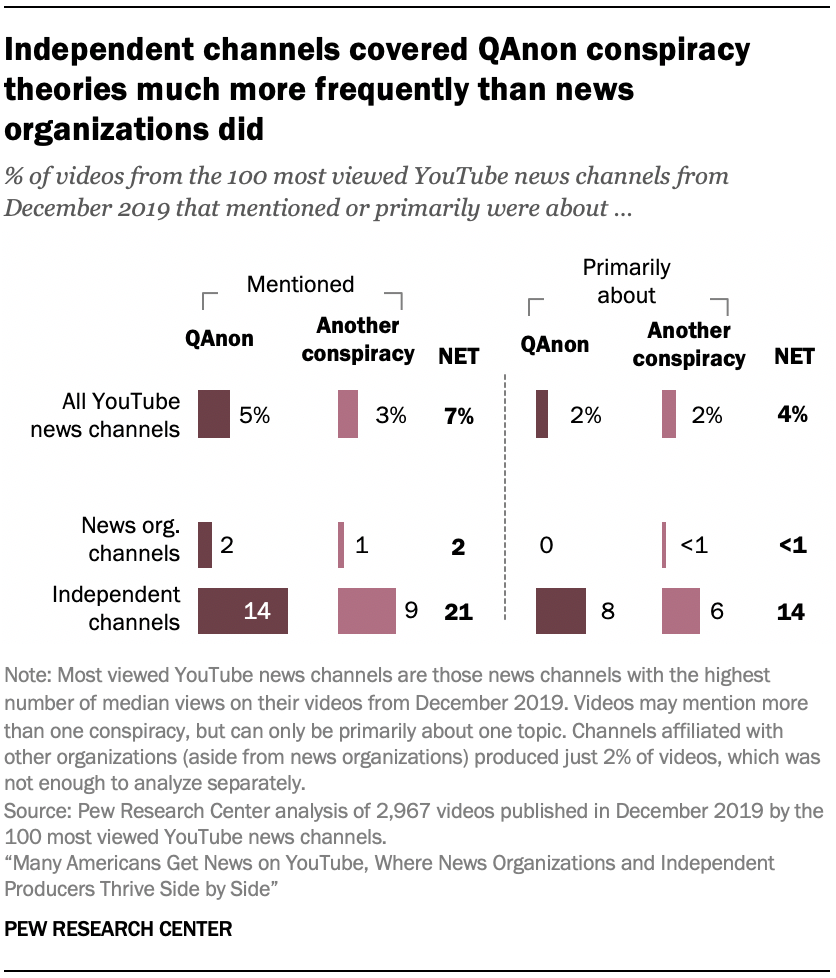 Independent channels covered QAnon conspiracy
theories much more frequently than news
organizations did
% of videos from the 100 most viewed YouTube news channels from
December 2019 that mentioned or primarily were about ...
Mentioned
Primarily
about
QAnon
Another
conspiracy
NET
QAnon
Another
conspiracy
NET
All YouTube
news channels
5% 3% 7% 2% 2% 4%
News org.
channels
2 1 2 0 <1 <1
Independent
channels
14 9 21 8 6 14
Note: Most viewed YouTube news channels are those news channels with the highest
number of median views on their videos from December 2019. Videos may mention more
than one conspiracy, but can only be primarily about one topic. Channels affiliated with
other organizations (aside from news organizations) produced just 2% of videos, which was
not enough to analyze separately.
Source: Pew Research Center analysis of 2,967 videos published in December 2019 by the
100 most viewed YouTube news channels.
“Many Americans Get News on YouTube, Where News Organizations and Independent
Producers Thrive Side by Side”
PEW RESEARCH CENTER